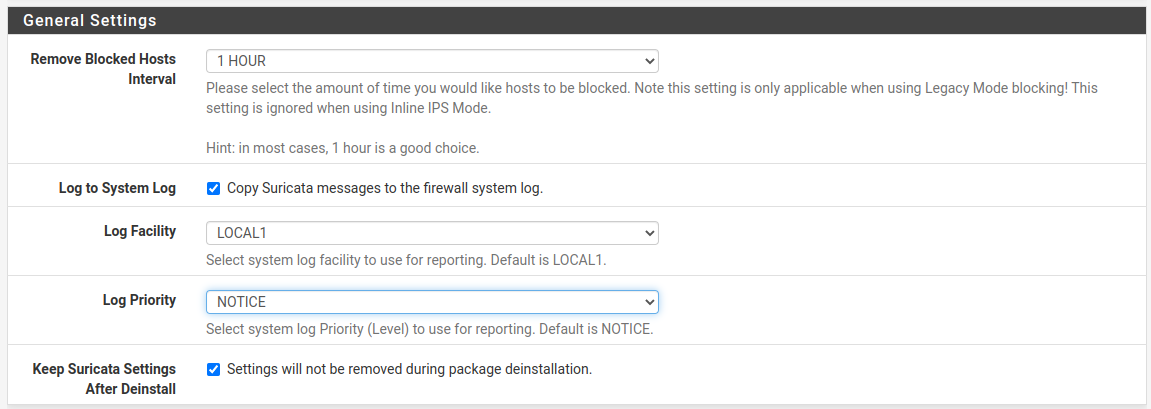 General Settings
Remove Blocked Hosts
Interval
1 HOUR
Please select the amount of time you would like hosts to be blocked. Note this setting is only applicable when using Legacy Mode blocking! This
setting is ignored when using Inline IPS Mode.
Hint: in most cases, 1 hour is a good choice.
Log to System Log
Copy Suricata messages to the firewall system log.
Log Facility
LOCAL1
Select system log facility to use for reporting. Default is LOCAL1.
Log Priority
NOTICE
Select system log Priority (Level) to use for reporting. Default is NOTICE.
Keep Suricata Settings
After Deinstall
Settings will not be removed during package deinstallation.